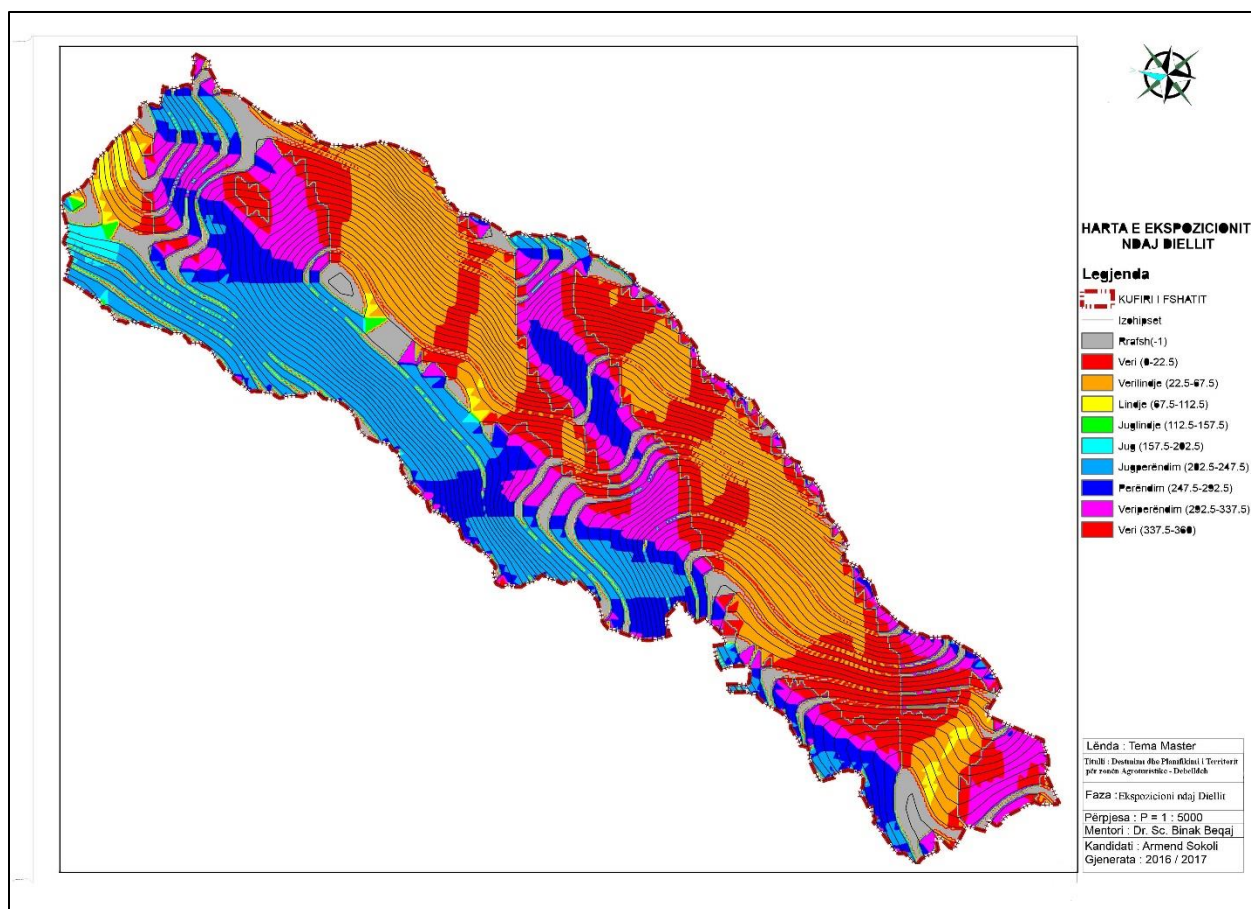 HARTA E EKSPOZICIONIT
NDAJ DIELLIT
Legjenda
KUFIRI I FSHATIT
Izohipset
Rrafsh(-1)
Veri (0-22.5)
Verilindje (22.5-67.5)
Lindje (67.5-112.5)
Juglindje (112.5-157.5)
Jug (157.5-202.5)
Jugperëndim (202.5-247.5)
Perëndim (247.5-292.5)
Veriperëndim (292.5-337.5)
Veri (337.5-360)
Lënda : Tema Master
Titulli : Destinimi dhe Planifikimi i Territorit
për zonën Agroturistike - Debelldeh
Faza : Ekspozicioni ndaj Diellit
Përpjesa : P = 1 : 5000
Mentori : Dr. Sc. Binak Beqaj
Kandidati : Armend Sokoli
Gjenerata : 2016 / 2017